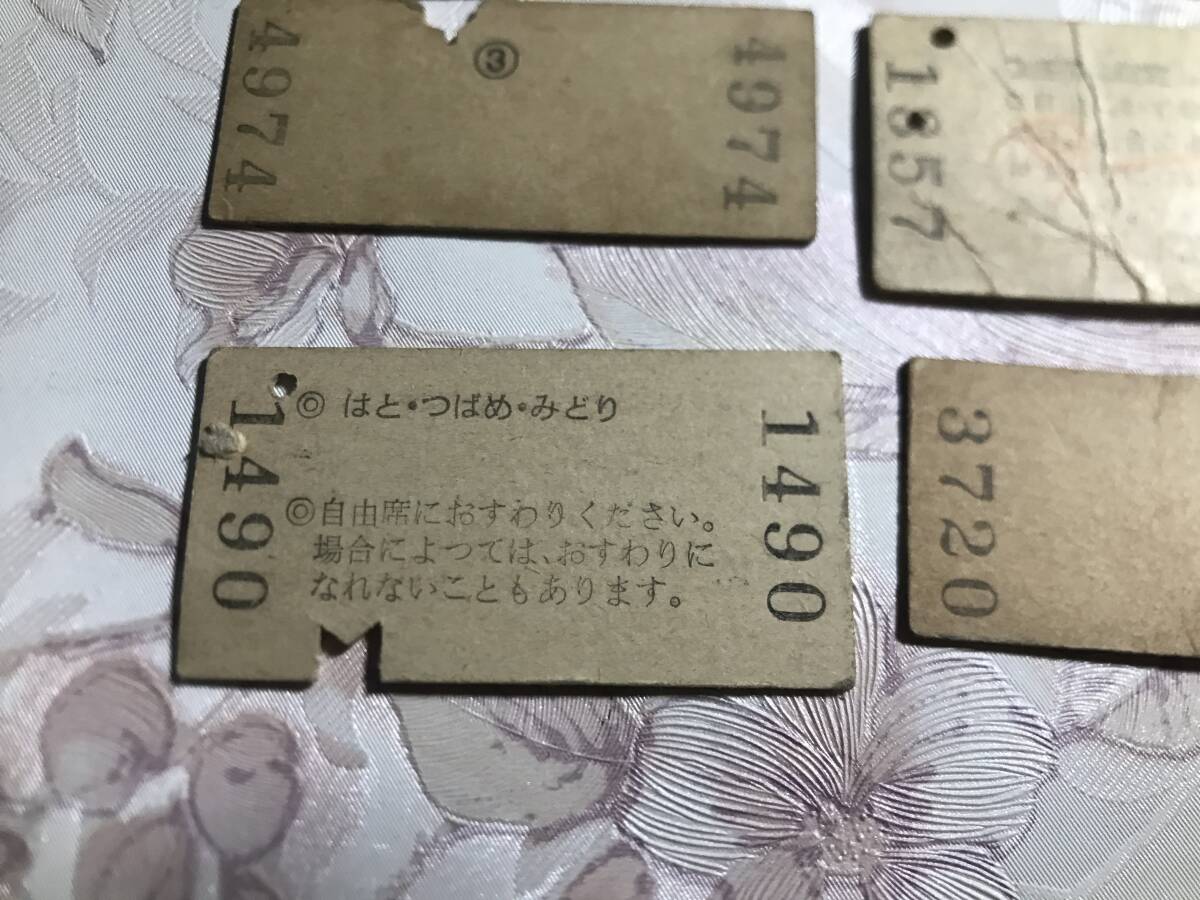 4974
③
4974
1857
1490
◎ はと・つばめ・みどり
◎自由席におすわりください。
場合によつては、おすわりに
なれないこともあります。
1490
3720